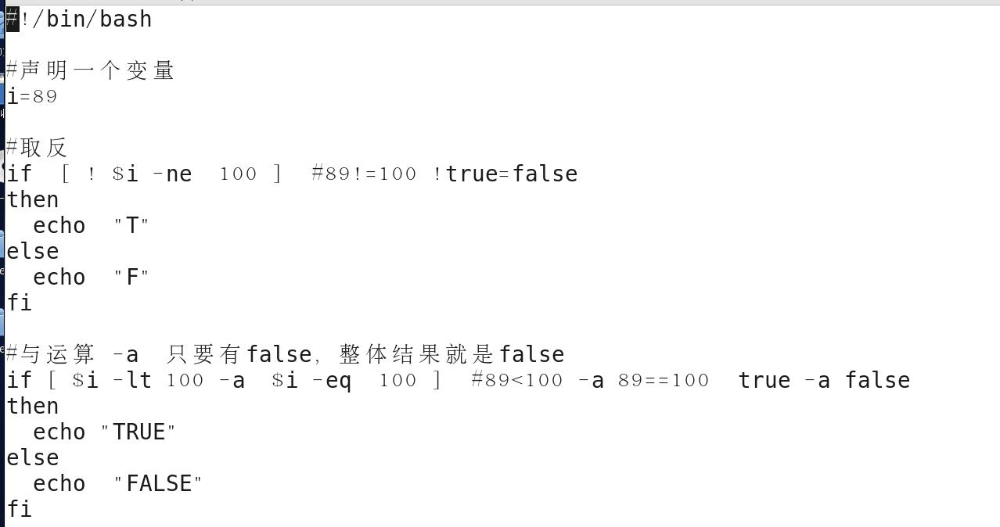 #!/bin/bash
#声明一个变量
i=89
#取反
if  [ ! $i -ne  100 ]  #89!=100 !true=false
then
  echo  "T"
else
  echo  "F"
fi
#与运算 -a  只要有false, 整体结果就是false
if [ $i -lt 100 -a  $i -eq  100 ]  #89<100 -a 89==100  true -a false
then
  echo "TRUE"
else
  echo  "FALSE"
fi